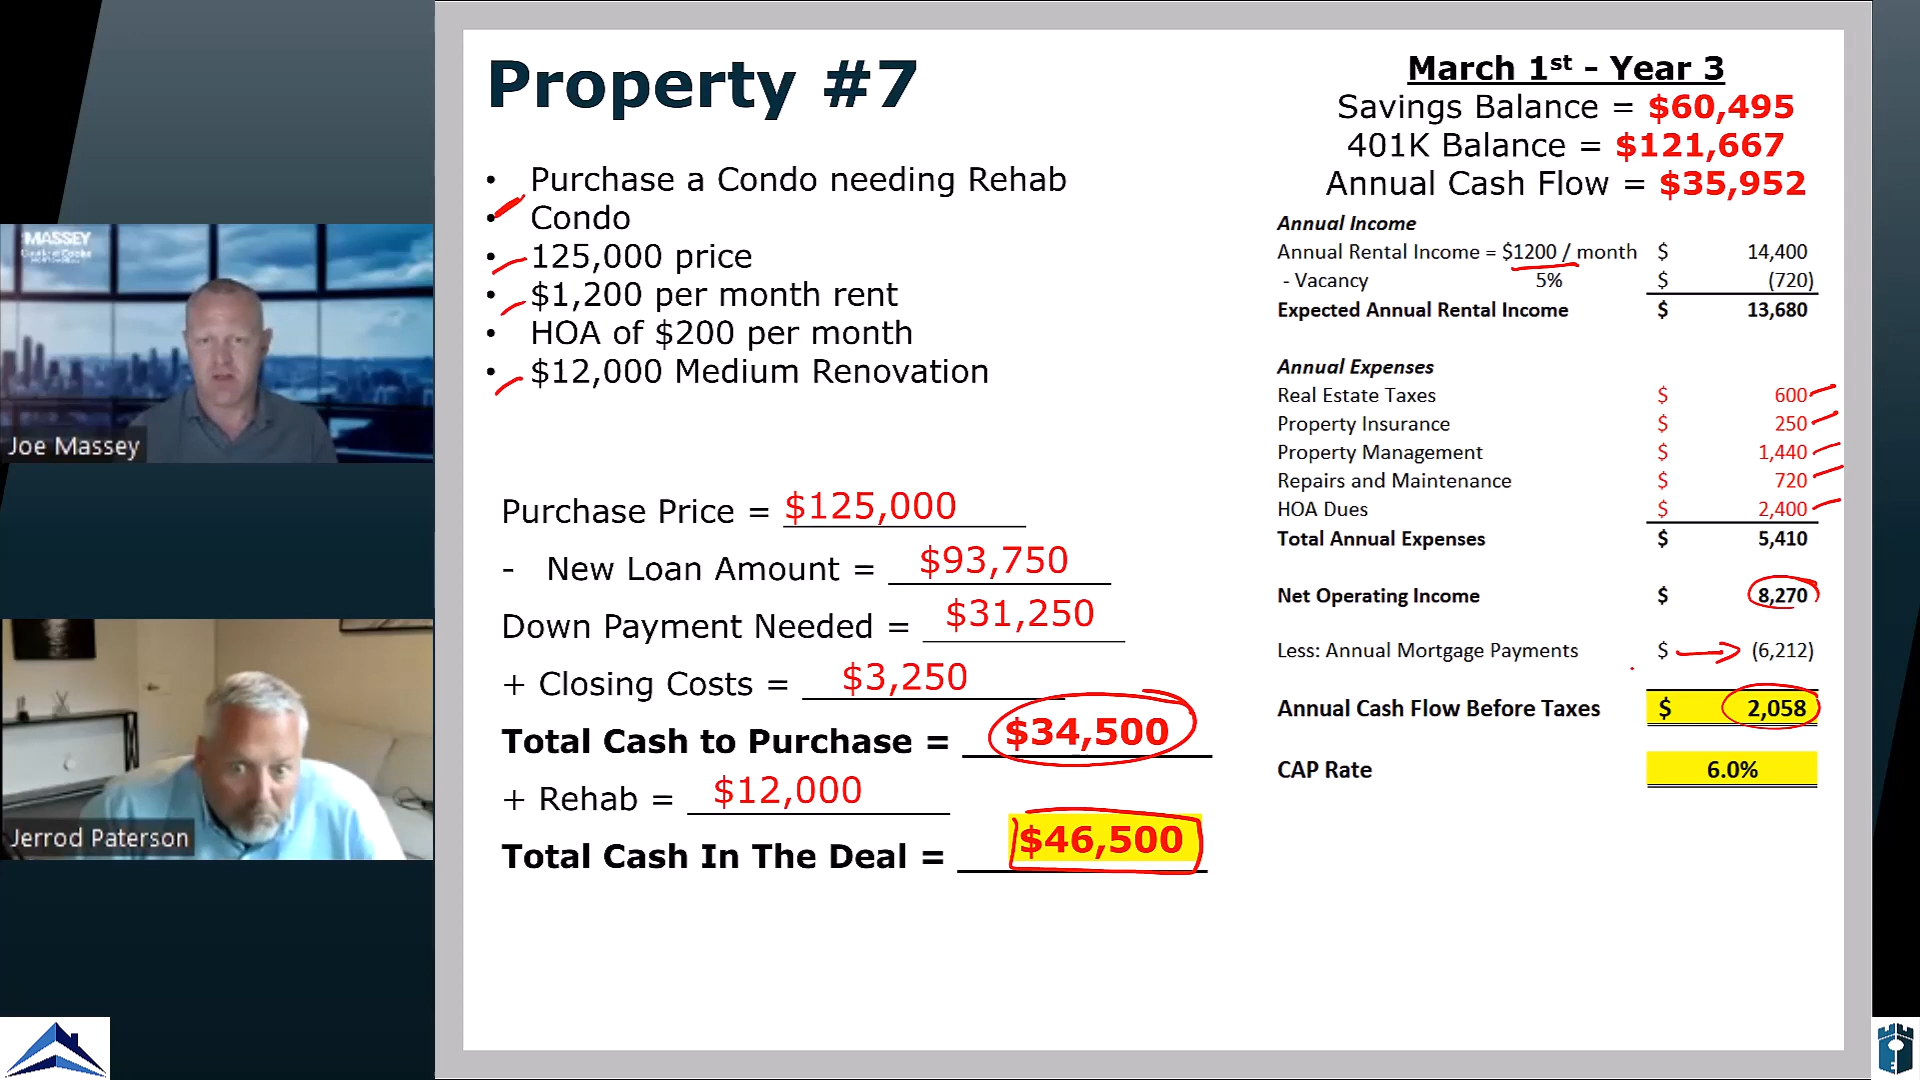 MASSEY
Joe Massey
Jerrod Paterson
Property #7
• Purchase a Condo needing Rehab
• Condo
• 125,000 price
• $1,200 per month rent
• HOA of $200 per month
• $12,000 Medium Renovation
Purchase Price = $125,000
- New Loan Amount = $93,750
Down Payment Needed = $31,250
+ Closing Costs = $3,250
Total Cash to Purchase = $34,500
+ Rehab = $12,000
Total Cash In The Deal = $46,500
March 1st - Year 3
Savings Balance = $60,495
401K Balance = $121,667
Annual Cash Flow = $35,952
Annual Income
Annual Rental Income = $1200 / month $ 14,400
- Vacancy 5% $ (720)
Expected Annual Rental Income $ 13,680
Annual Expenses
Real Estate Taxes $ 600
Property Insurance $ 250
Property Management $ 1,440
Repairs and Maintenance $ 720
HOA Dues $ 2,400
Total Annual Expenses $ 5,410
Net Operating Income $ 8,270
Less: Annual Mortgage Payments $ (6,212)
Annual Cash Flow Before Taxes $ 2,058
CAP Rate 6.0%